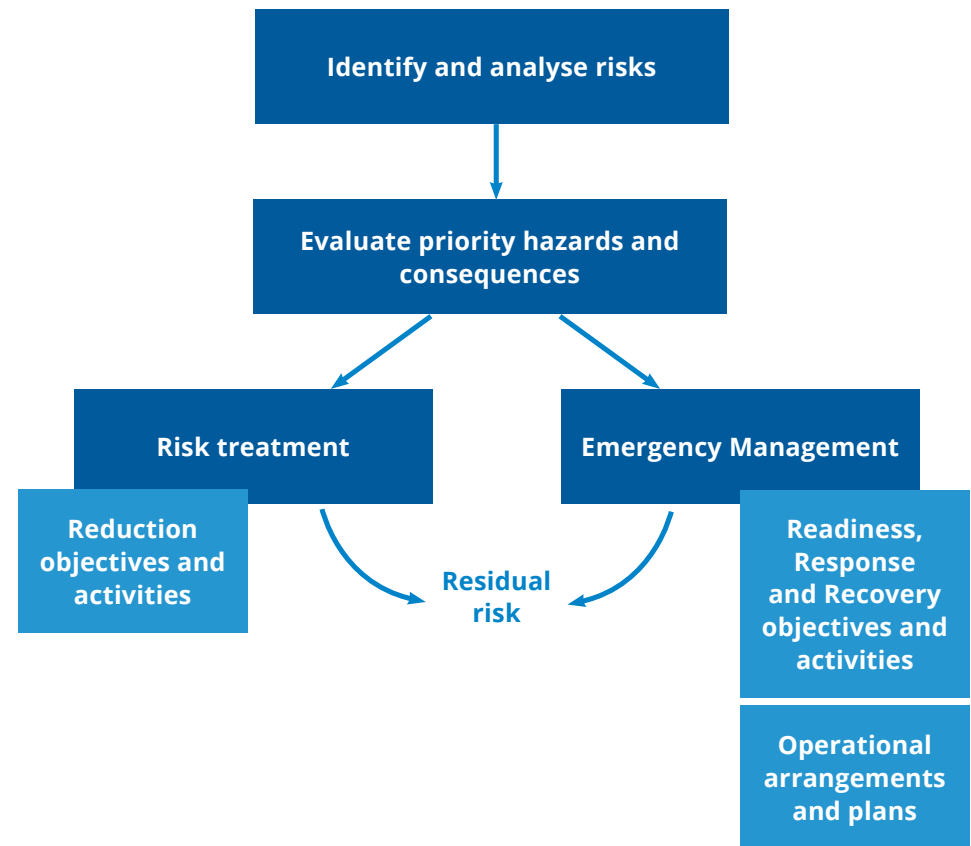 Identify and analyse risks
Evaluate priority hazards and
consequences
Risk treatment
Emergency Management
Reduction
objectives and
activities
Residual
risk
Readiness,
Response
and Recovery
objectives and
activities
Operational
arrangements
and plans